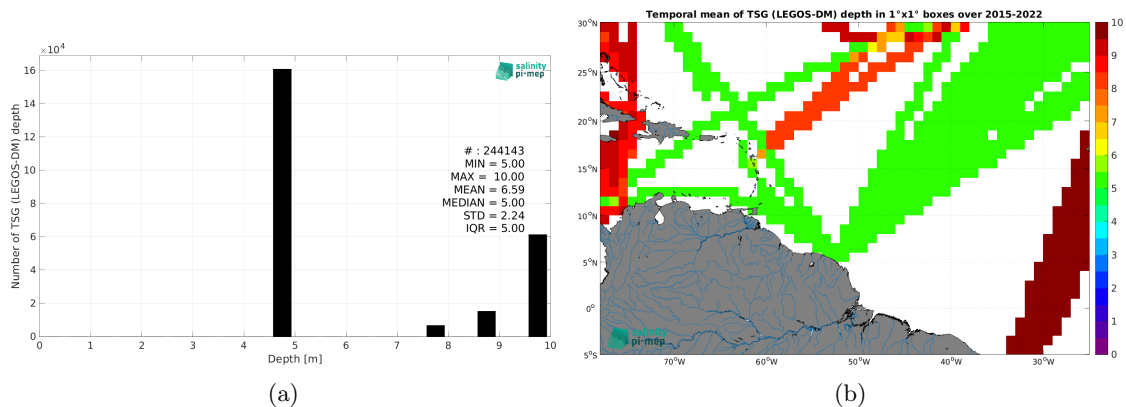 ×10⁴
Number of TSG (LEGOS-DM) depth
16
14
12
10
8
6
4
2
0
0 1 2 3 4 5 6 7 8 9 10
Depth [m]
salinity
pi-mep
# : 244143
MIN = 5.00
MAX = 10.00
MEAN = 6.59
MEDIAN = 5.00
STD = 2.24
IQR = 5.00
(a)
Temporal mean of TSG (LEGOS-DM) depth in 1°x1° boxes over 2015-2022
30°N
25°N
20°N
15°N
10°N
5°N
0°
5°S
70°W 60°W 50°W 40°W 30°W
salinity
pi-mep
10
9
8
7
6
5
4
3
2
1
0
(b)